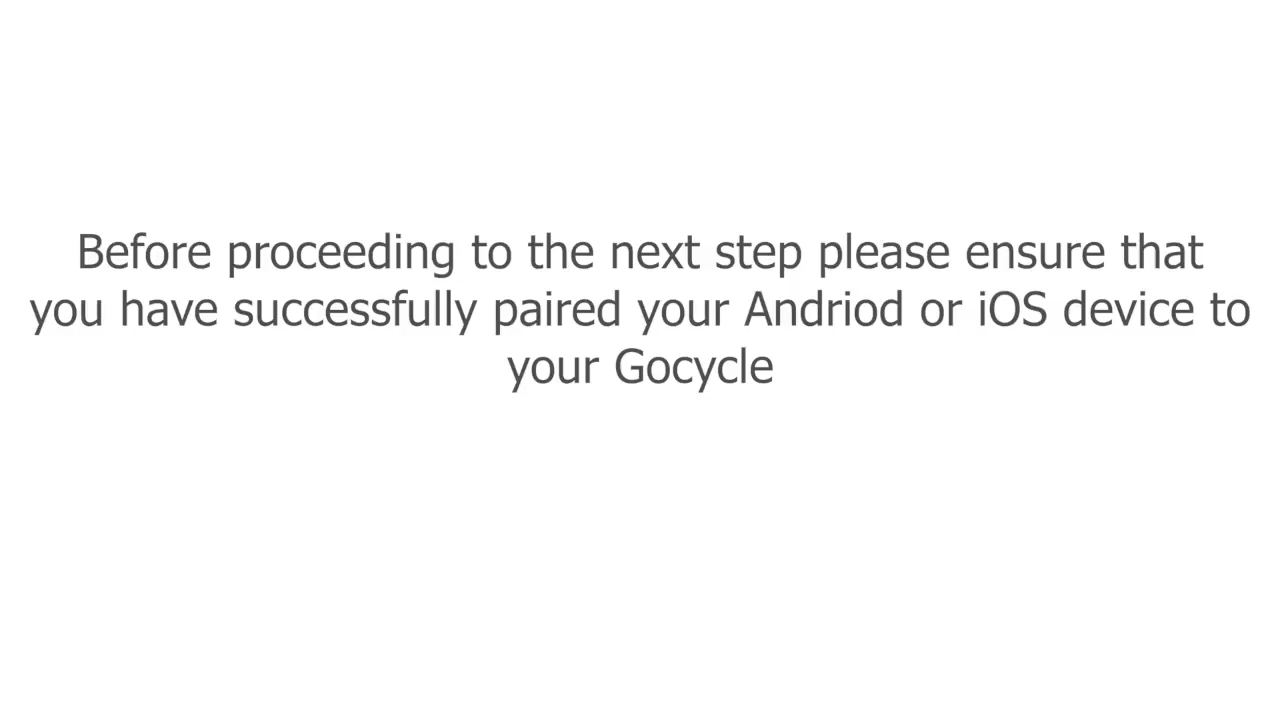 Before proceeding to the next step please ensure that
you have successfully paired your Andriod or iOS device to
your Gocycle